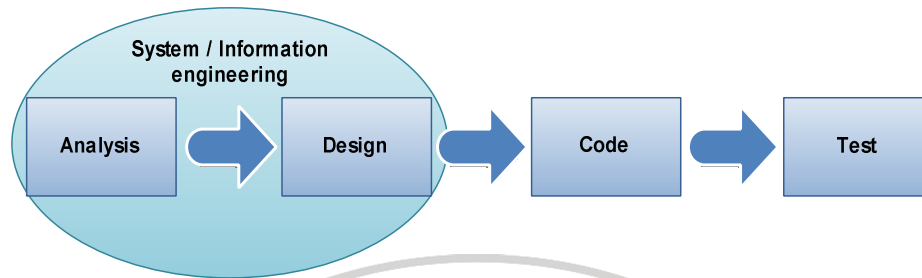 System / Information
engineering
Analysis
Design
Code
Test